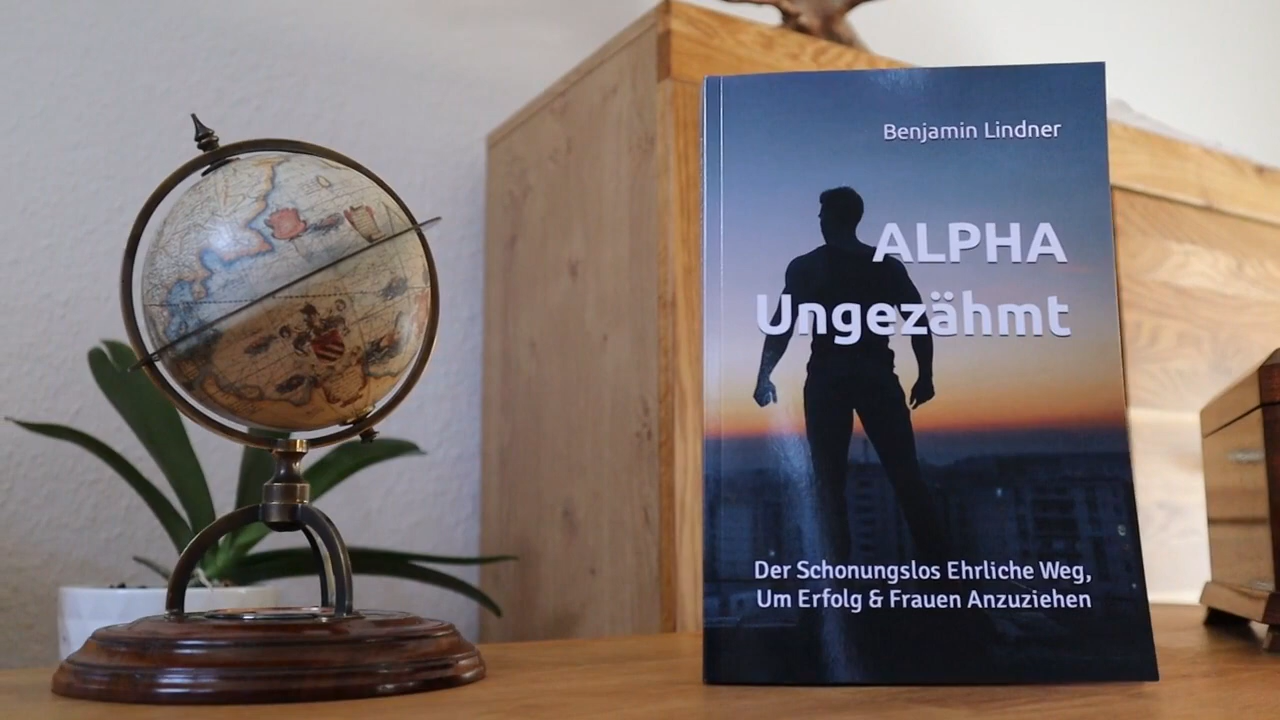 Benjamin Lindner
ALPHA
Ungezähmt
Der Schonungslos Ehrliche Weg,
Um Erfolg & Frauen Anzuziehen